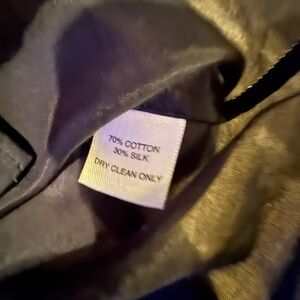 70% COTTON
30% SILK
DRY CLEAN ONLY